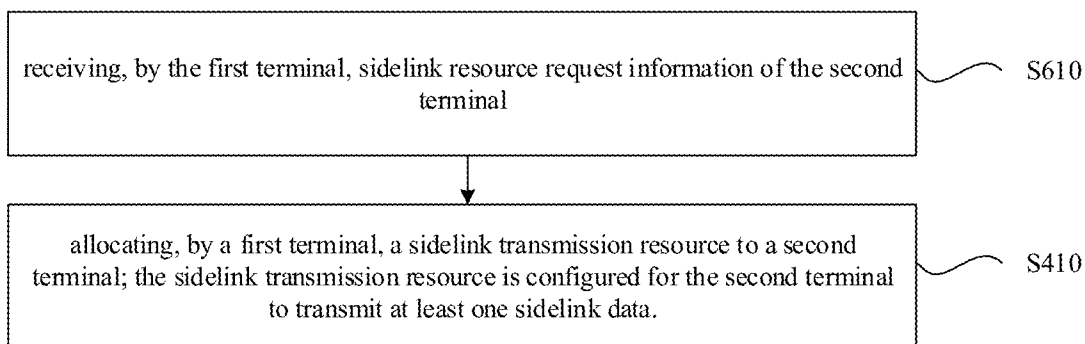 receiving, by the first terminal, sidelink resource request information of the second
terminal
S610
allocating, by a first terminal, a sidelink transmission resource to a second
terminal; the sidelink transmission resource is configured for the second terminal
to transmit at least one sidelink data.
S410